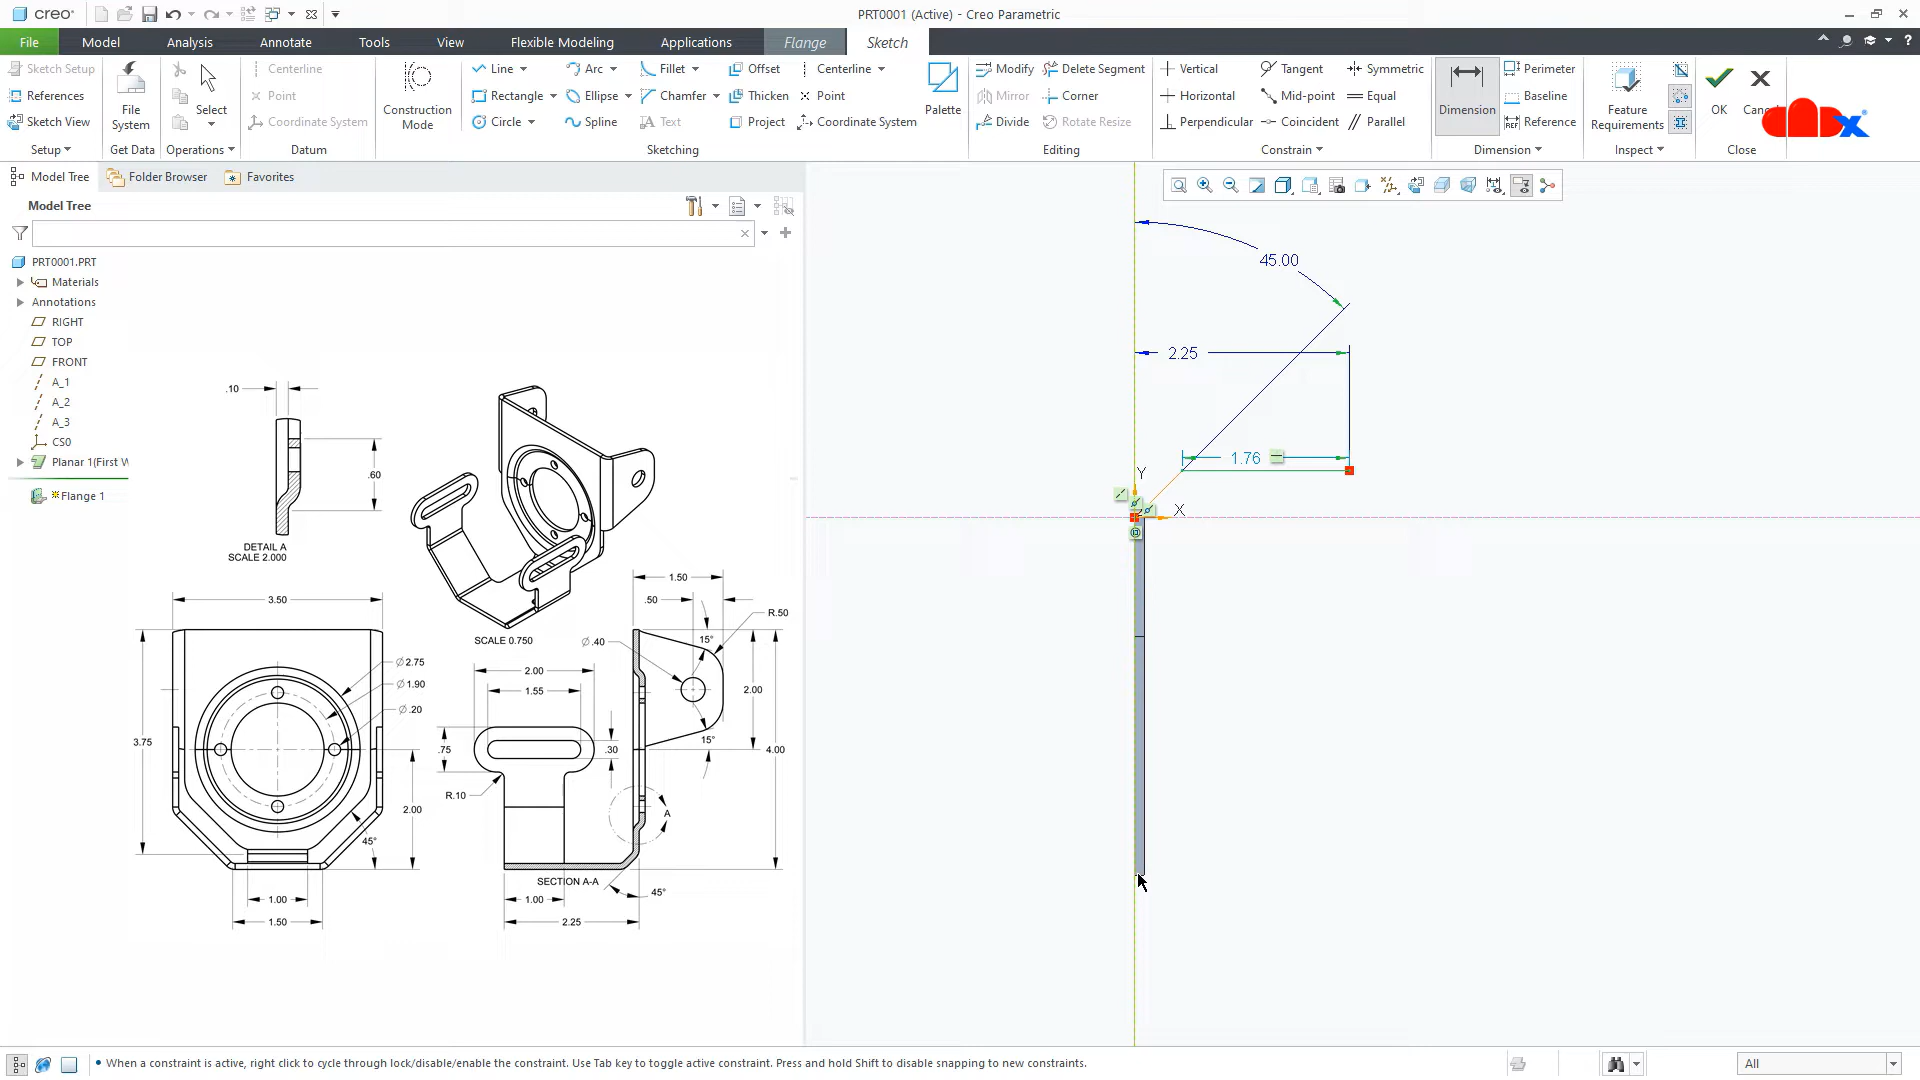 creo
PRT0001 (Active) - Creo Parametric
File
Model
Analysis
Annotate
Tools
View
Flexible Modeling
Applications
Flange
Sketch
Sketch Setup
References
Sketch View
Setup
File System
Get Data
Select
Operations
Centerline
Point
Coordinate System
Datum
Construction Mode
Line
Arc
Fillet
Offset
Centerline
Rectangle
Ellipse
Chamfer
Thicken
Point
Circle
Spline
Text
Project
Coordinate System
Palette
Sketching
Modify
Delete Segment
Mirror
Corner
Divide
Rotate Resize
Editing
Vertical
Tangent
Symmetric
Horizontal
Mid-point
Equal
Perpendicular
Coincident
Parallel
Constrain
Dimension
Perimeter
Baseline
Reference
Dimension
Feature Requirements
Inspect
OK
Close
Model Tree
Folder Browser
Favorites
Model Tree
PRT0001.PRT
Materials
Annotations
RIGHT
TOP
FRONT
A_1
A_2
A_3
CS0
Planar 1(First W
Flange 1
.10
.60
DETAIL A
SCALE 2.000
SCALE 0.750
3.50
3.75
Ø2.75
Ø1.90
Ø.20
2.00
45°
1.00
1.50
2.00
1.55
.75
.30
R.10
SECTION A-A
1.00
2.25
45°
A
1.50
.50
R.50
Ø.40
15°
15°
2.00
4.00
45.00
2.25
1.76
Y
X
• When a constraint is active, right click to cycle through lock/disable/enable the constraint. Use Tab key to toggle active constraint. Press and hold Shift to disable snapping to new constraints.
All